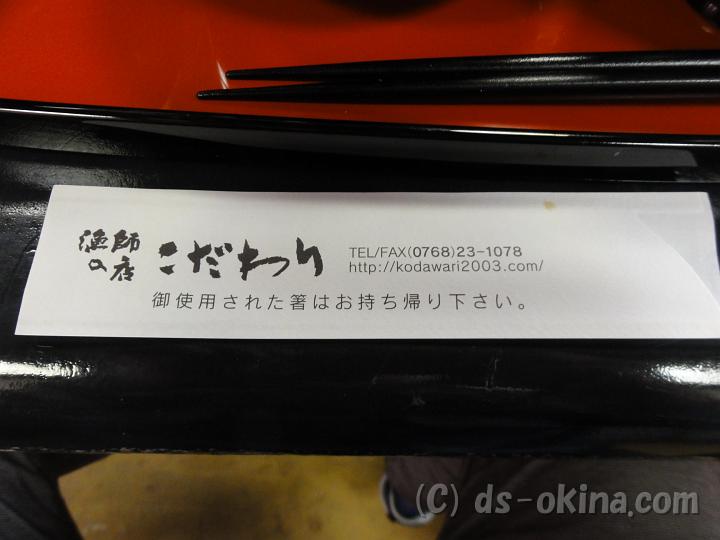 漁師の店 こだわり
TEL/FAX(0768)23-1078
http://kodawari2003.com/
御使用された箸はお持ち帰り下さい。
(C) ds-okina.com